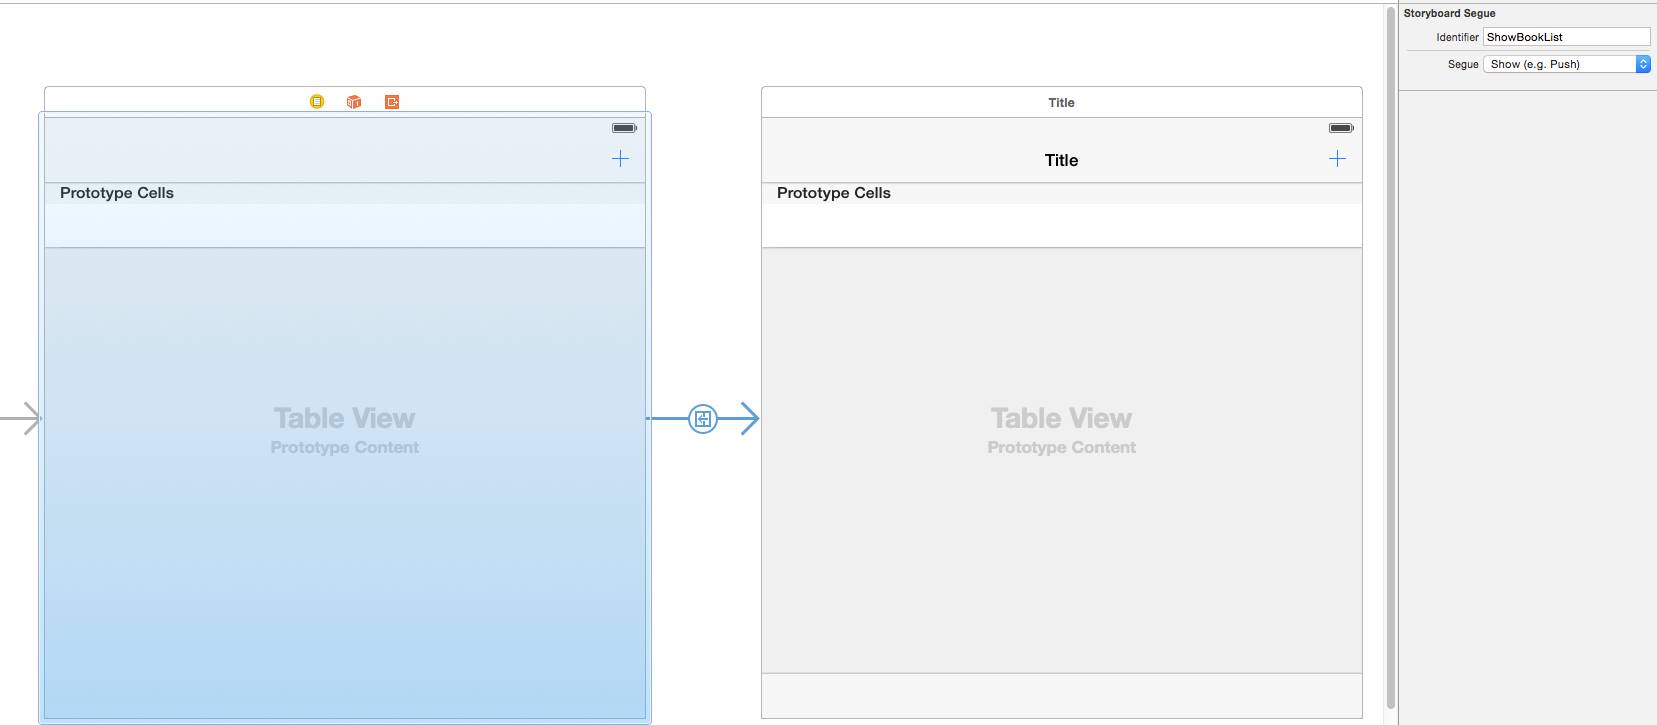 Storyboard Segue
Identifier ShowBookList
Segue Show (e.g. Push)
Prototype Cells
Table View
Prototype Content
Title
Title
Prototype Cells
Table View
Prototype Content